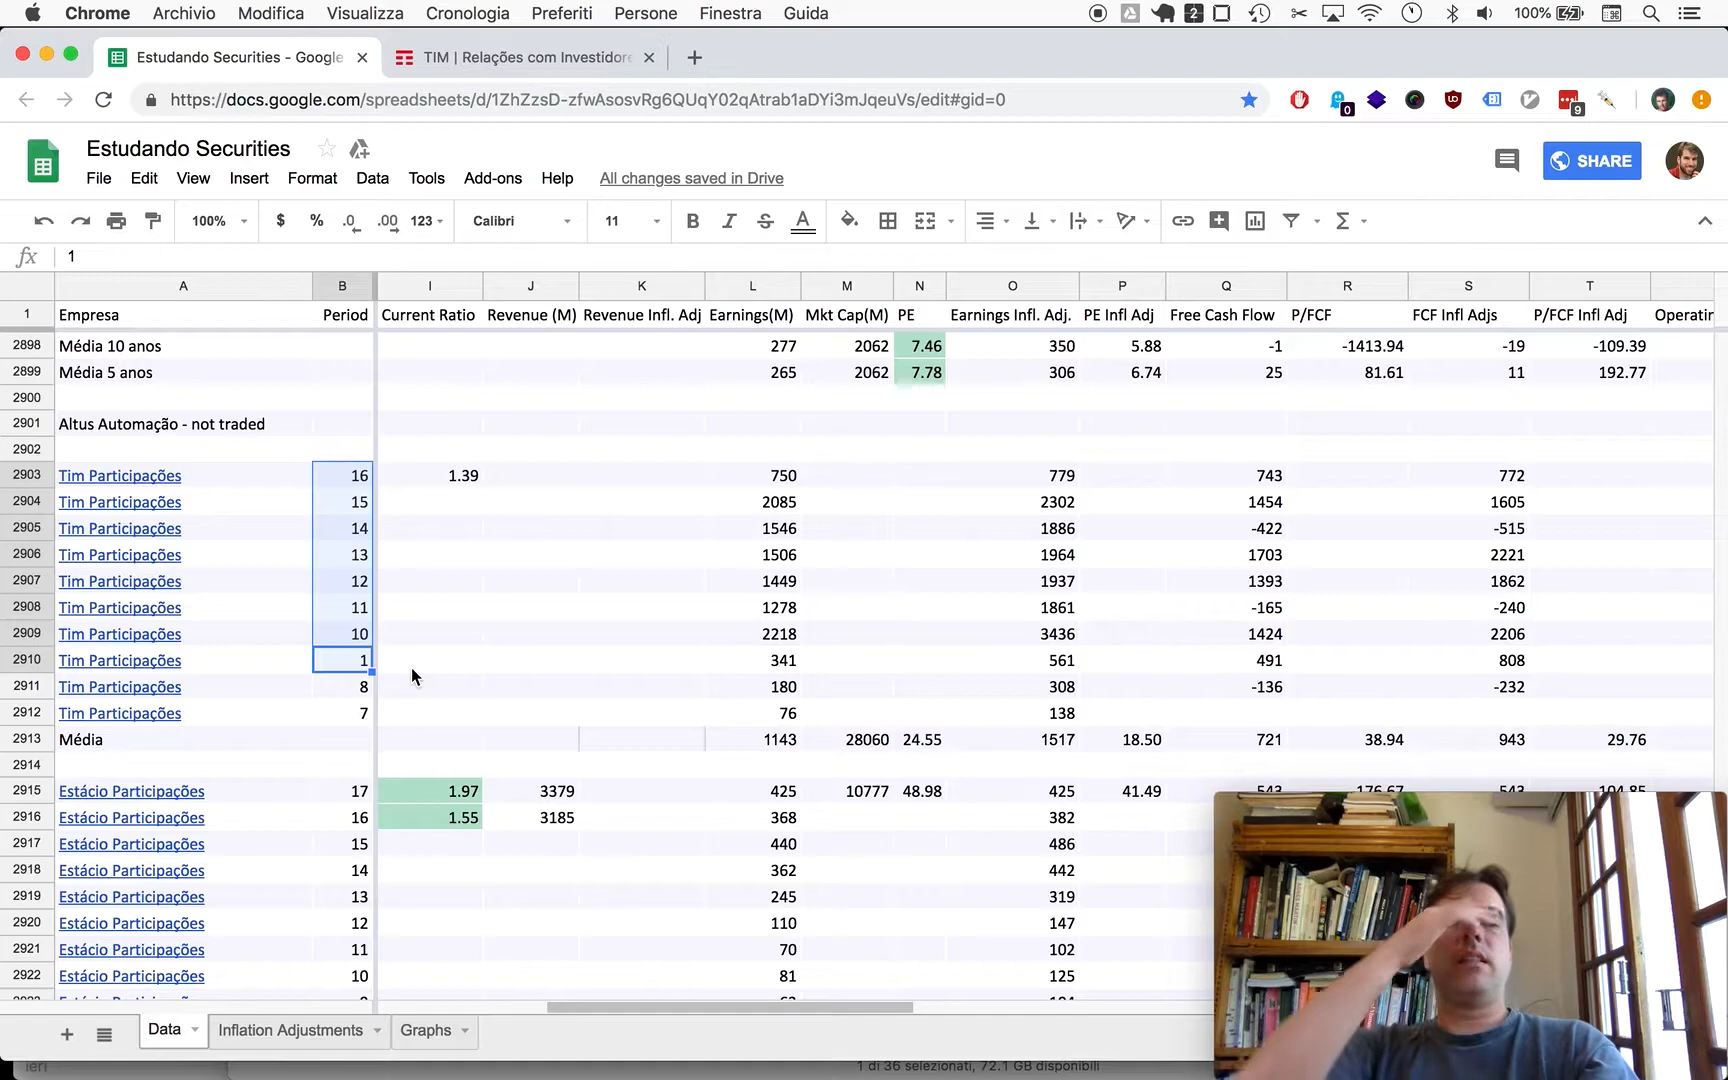 Chrome Archivio Modifica Visualizza Cronologia Preferiti Persone Finestra Guida 2 100%
Estudando Securities - Google TIM | Relações com Investidore
https://docs.google.com/spreadsheets/d/1ZhZzsD-zfwAsosvRg6QUqY02qAtrab1aDYi3mJqeuVs/edit#gid=0 0 9
Estudando Securities
SHARE
File Edit View Insert Format Data Tools Add-ons Help All changes saved in Drive
100% $ % .0 .00 123 Calibri 11 B I S A Σ
fx 1
A B I J K L M N O P Q R S T
1 Empresa Period Current Ratio Revenue (M) Revenue Infl. Adj Earnings(M) Mkt Cap(M) PE Earnings Infl. Adj. PE Infl Adj Free Cash Flow P/FCF FCF Infl Adjs P/FCF Infl Adj Operatin
2898 Média 10 anos 277 2062 7.46 350 5.88 -1 -1413.94 -19 -109.39
2899 Média 5 anos 265 2062 7.78 306 6.74 25 81.61 11 192.77
2900
2901 Altus Automação - not traded
2902
2903 Tim Participações 16 1.39 750 779 743 772
2904 Tim Participações 15 2085 2302 1454 1605
2905 Tim Participações 14 1546 1886 -422 -515
2906 Tim Participações 13 1506 1964 1703 2221
2907 Tim Participações 12 1449 1937 1393 1862
2908 Tim Participações 11 1278 1861 -165 -240
2909 Tim Participações 10 2218 3436 1424 2206
2910 Tim Participações 1 341 561 491 808
2911 Tim Participações 8 180 308 -136 -232
2912 Tim Participações 7 76 138
2913 Média 1143 28060 24.55 1517 18.50 721 38.94 943 29.76
2914
2915 Estácio Participações 17 1.97 3379 425 10777 48.98 425 41.49 543 176.67 543 104.85
2916 Estácio Participações 16 1.55 3185 368 382
2917 Estácio Participações 15 440 486
2918 Estácio Participações 14 362 442
2919 Estácio Participações 13 245 319
2920 Estácio Participações 12 110 147
2921 Estácio Participações 11 70 102
2922 Estácio Participações 10 81 125
Data Inflation Adjustments Graphs
ieri 1 di 36 selezionati, 72.1 GB disponibili